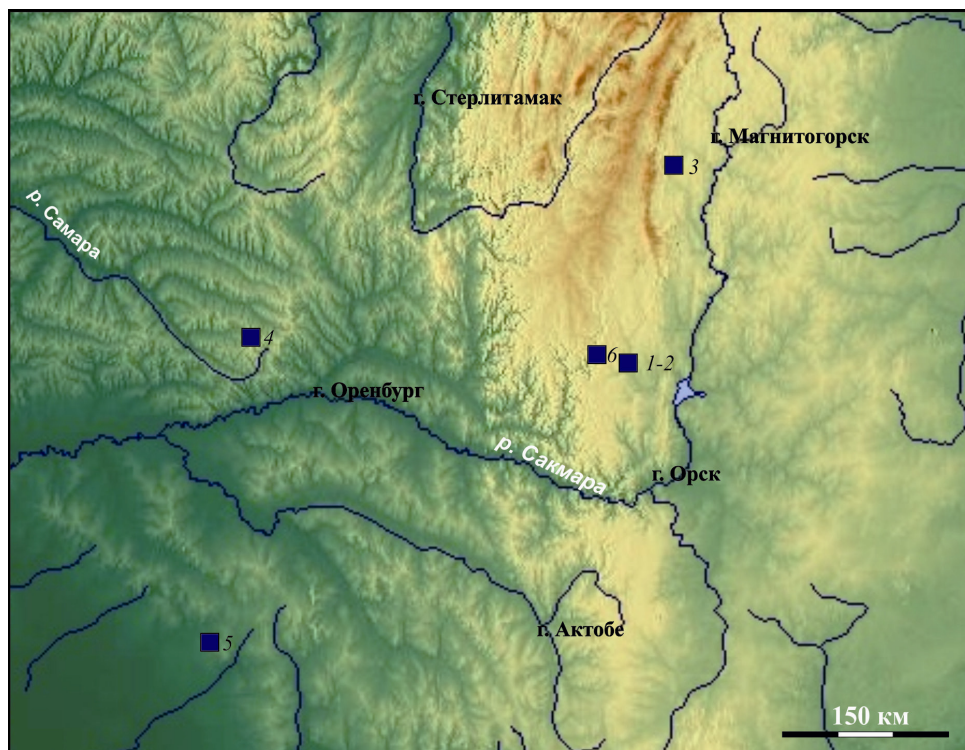 г. Стерлитамак
г. Магнитогорск
3
р. Самара
4
6
1-2
г. Оренбург
р. Сакмара
г. Орск
г. Актобе
5
150 км